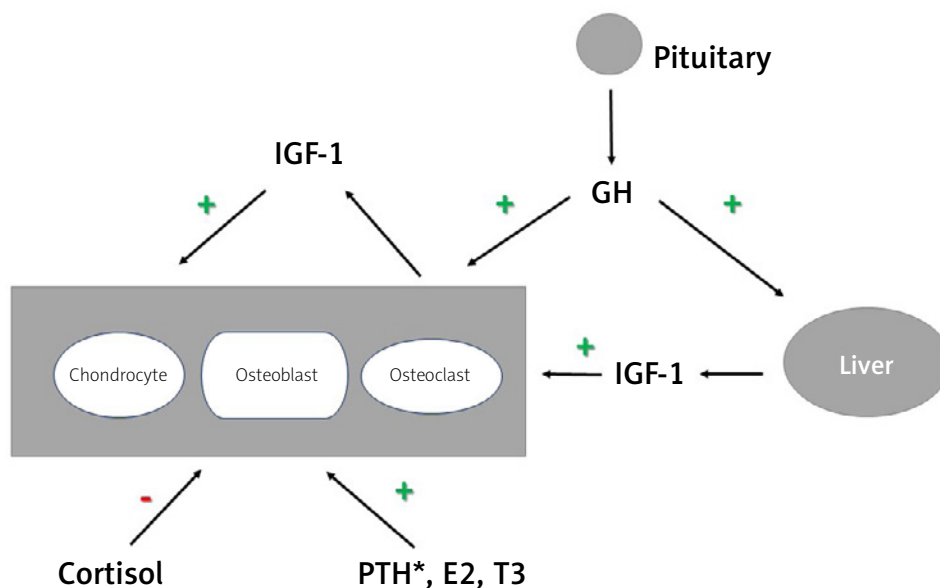 Pituitary
IGF-1
GH
+
+
+
Chondrocyte
Osteoblast
Osteoclast
+
IGF-1
Liver
-
+
Cortisol
PTH*, E2, T3